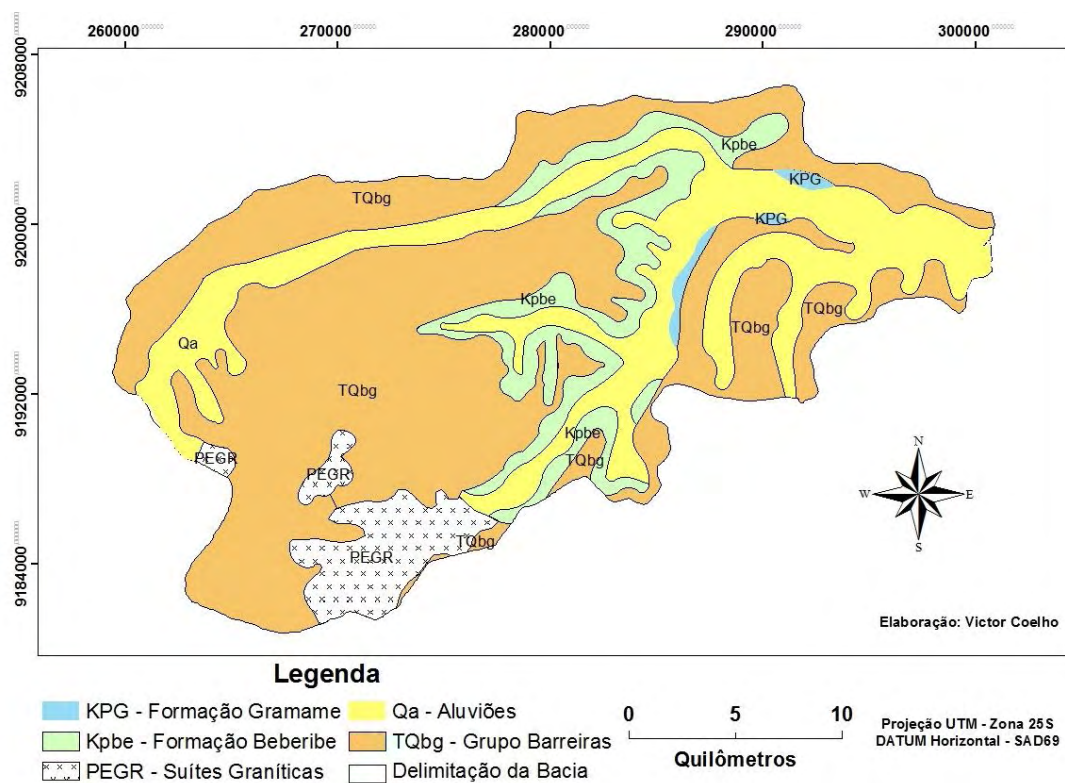 260000 270000 280000 290000 300000
9208000
9200000
9192000
9184000
Kpbe
KPG
TQbg
KPG
Kpbe
TQbg
TQbg
Qa
TQbg
Kpbe
PEGR
PEGR
TQbg
TQbg
PEGR
N
W E
S
Elaboração: Victor Coelho
Legenda
KPG - Formação Gramame
Qa - Aluviões
Kpbe - Formação Beberibe
TQbg - Grupo Barreiras
PEGR - Suítes Graníticas
Delimitação da Bacia
0 5 10
Quilômetros
Projeção UTM - Zona 25S
DATUM Horizontal - SAD69